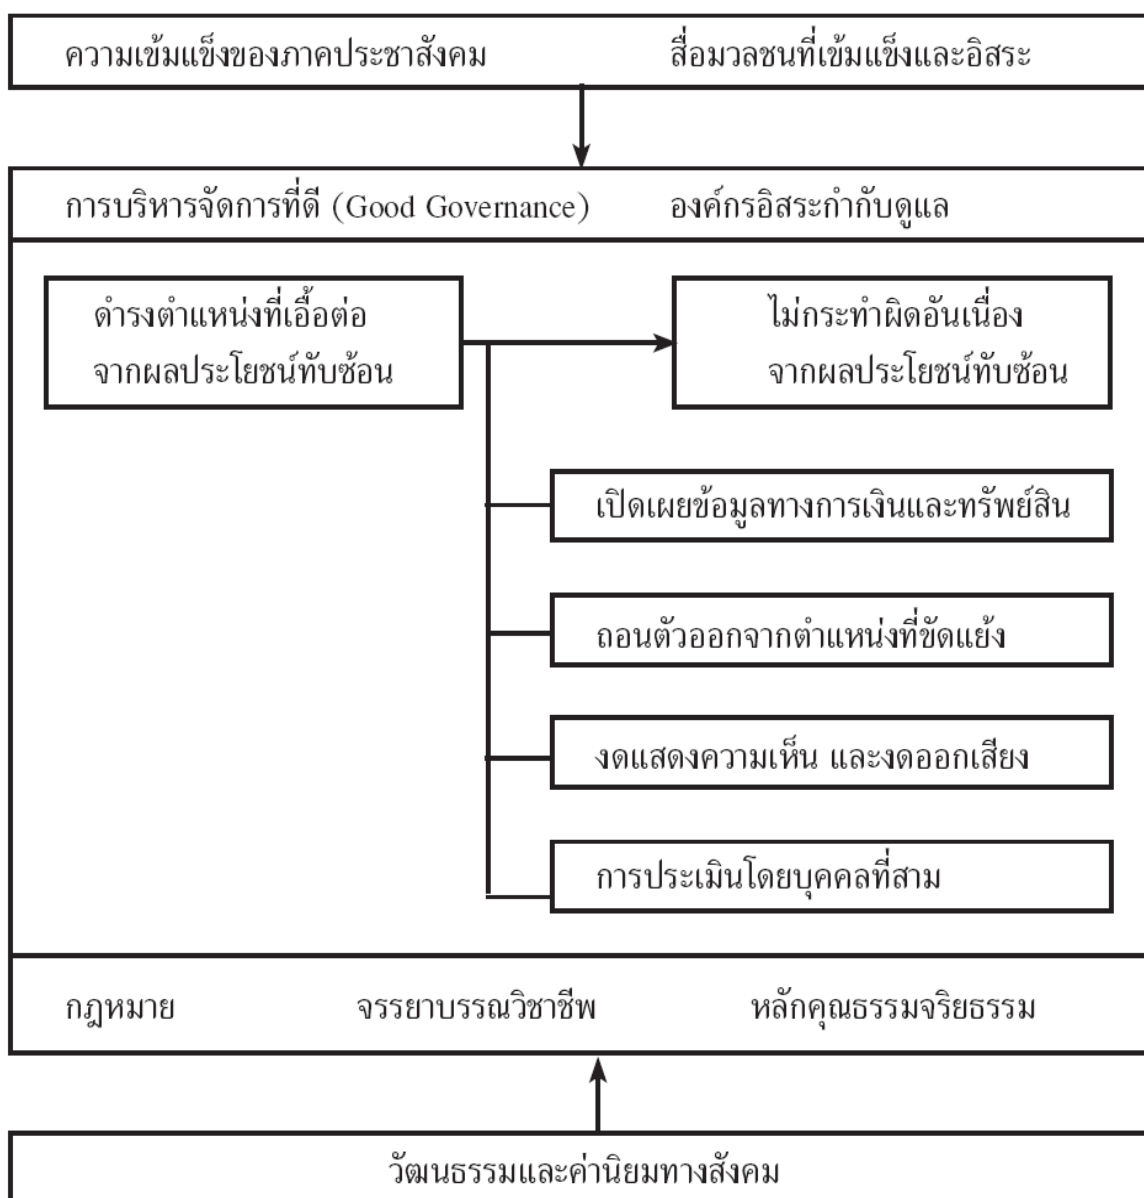 ความเข้มแข็งของภาคประชาสังคม สื่อมวลชนที่เข้มแข็งและอิสระ
การบริหารจัดการที่ดี (Good Governance) องค์กรอิสระกำกับดูแล
ดำรงตำแหน่งที่เอื้อต่อ
จากผลประโยชน์ทับซ้อน
ไม่กระทำผิดอันเนื่อง
จากผลประโยชน์ทับซ้อน
เปิดเผยข้อมูลทางการเงินและทรัพย์สิน
ถอนตัวออกจากตำแหน่งที่ขัดแย้ง
งดแสดงความเห็น และงดออกเสียง
การประเมินโดยบุคคลที่สาม
กฎหมาย จรรยาบรรณวิชาชีพ หลักคุณธรรมจริยธรรม
วัฒนธรรมและค่านิยมทางสังคม